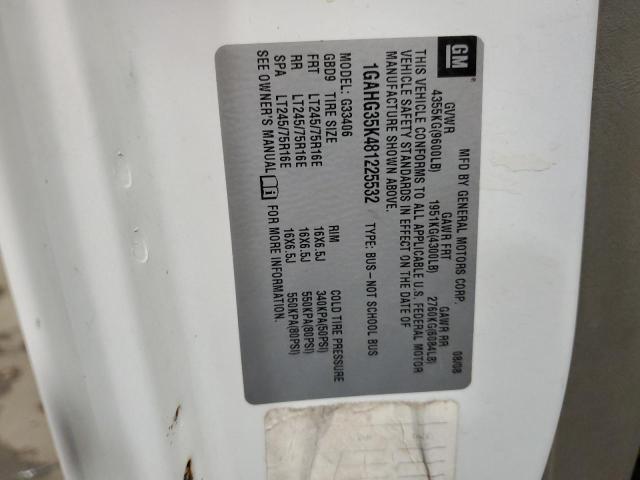 GM
MFD BY GENERAL MOTORS CORP. 08/08
GVWR GAWR FRT GAWR RR
4355KG(9600LB) 1951KG(4300LB) 2760KG(6084LB)
THIS VEHICLE CONFORMS TO ALL APPLICABLE U.S. FEDERAL MOTOR
VEHICLE SAFETY STANDARDS IN EFFECT ON THE DATE OF
MANUFACTURE SHOWN ABOVE.
1GAHG35K481225532 TYPE: BUS-NOT SCHOOL BUS
MODEL: G33406
GBD9 TIRE SIZE RIM COLD TIRE PRESSURE
FRT LT245/75R16E 16X6.5J 340KPA(50PSI)
RR LT245/75R16E 16X6.5J 550KPA(80PSI)
SPA LT245/75R16E 16X6.5J 550KPA(80PSI)
SEE OWNER'S MANUAL FOR MORE INFORMATION.